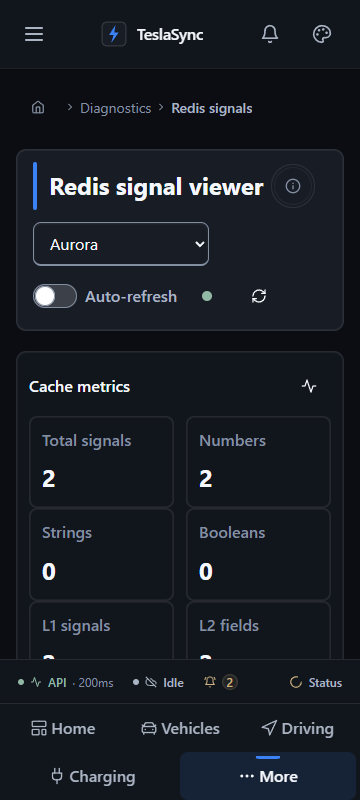 TeslaSync
Diagnostics Redis signals
Redis signal viewer
Aurora
Auto-refresh
Cache metrics
Total signals Numbers
2 2
Strings Booleans
0 0
L1 signals L2 fields
API · 200ms Idle 2 Status
Home Vehicles Driving
Charging More